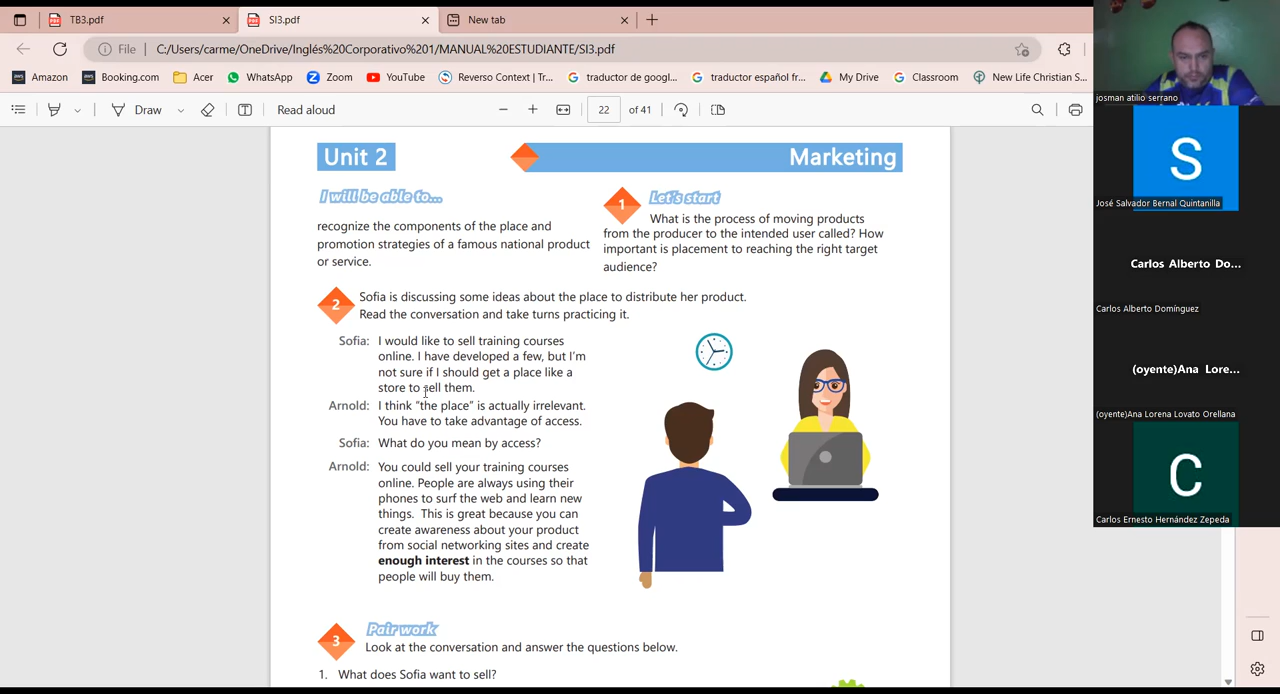 TB3.pdf
SI3.pdf
New tab
File
C:/Users/carme/OneDrive/Inglés%20Corporativo%201/MANUAL%20ESTUDIANTE/SI3.pdf
Amazon
Booking.com
Acer
WhatsApp
Zoom
YouTube
Reverso Context | Tr...
traductor de googl...
traductor español fr...
My Drive
Classroom
New Life Christian S...
Draw
Read aloud
22 of 41
Unit 2
Marketing
I will be able to...
recognize the components of the place and
promotion strategies of a famous national product
or service.
1
Let's start
What is the process of moving products
from the producer to the intended user called? How
important is placement to reaching the right target
audience?
2
Sofia is discussing some ideas about the place to distribute her product.
Read the conversation and take turns practicing it.
Sofia: I would like to sell training courses
online. I have developed a few, but I'm
not sure if I should get a place like a
store to sell them.
Arnold: I think "the place" is actually irrelevant.
You have to take advantage of access.
Sofia: What do you mean by access?
Arnold: You could sell your training courses
online. People are always using their
phones to surf the web and learn new
things. This is great because you can
create awareness about your product
from social networking sites and create
enough interest in the courses so that
people will buy them.
3
Pair work
Look at the conversation and answer the questions below.
1. What does Sofia want to sell?
josman atilio serrano
S
José Salvador Bernal Quintanilla
Carlos Alberto Do...
Carlos Alberto Domínguez
(oyente)Ana Lore...
(oyente)Ana Lorena Lovato Orellana
C
Carlos Ernesto Hernández Zepeda